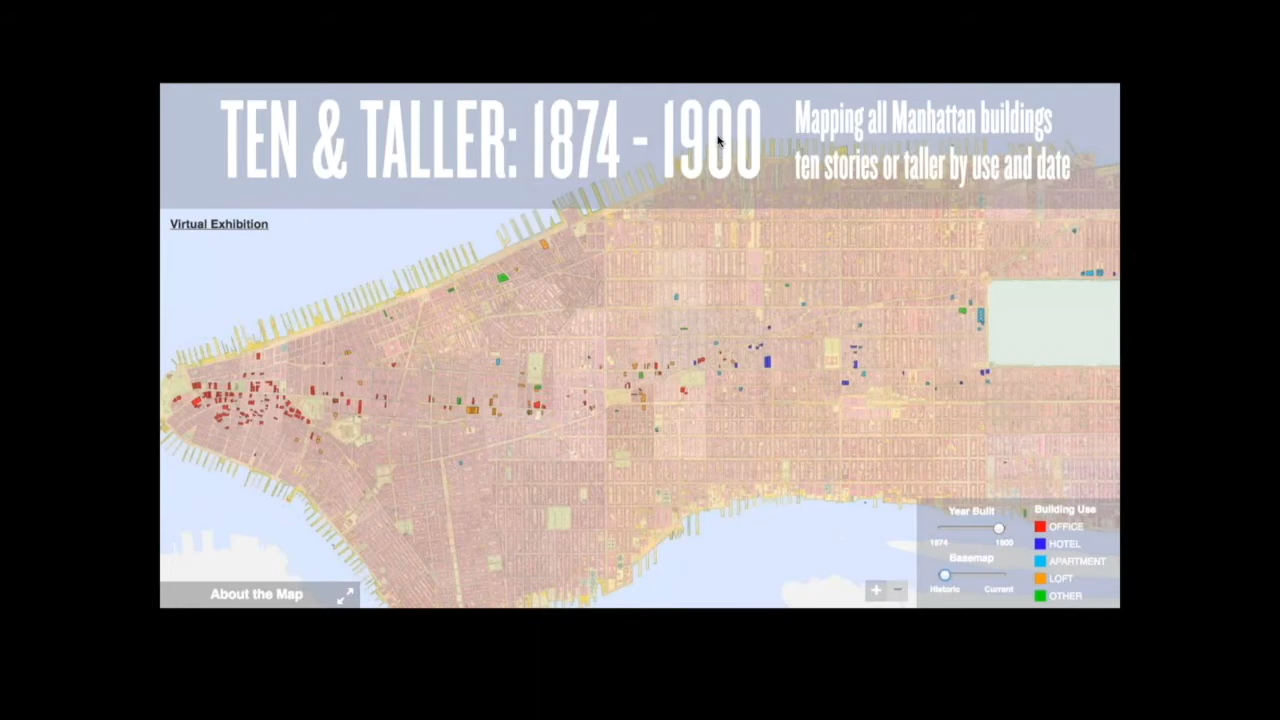 TEN & TALLER: 1874 - 1900
Mapping all Manhattan buildings
ten stories or taller by use and date
Virtual Exhibition
Year Built
1874 1900
Basemap
Historic Current
Building Use
OFFICE
HOTEL
APARTMENT
LOFT
OTHER
About the Map
+ −